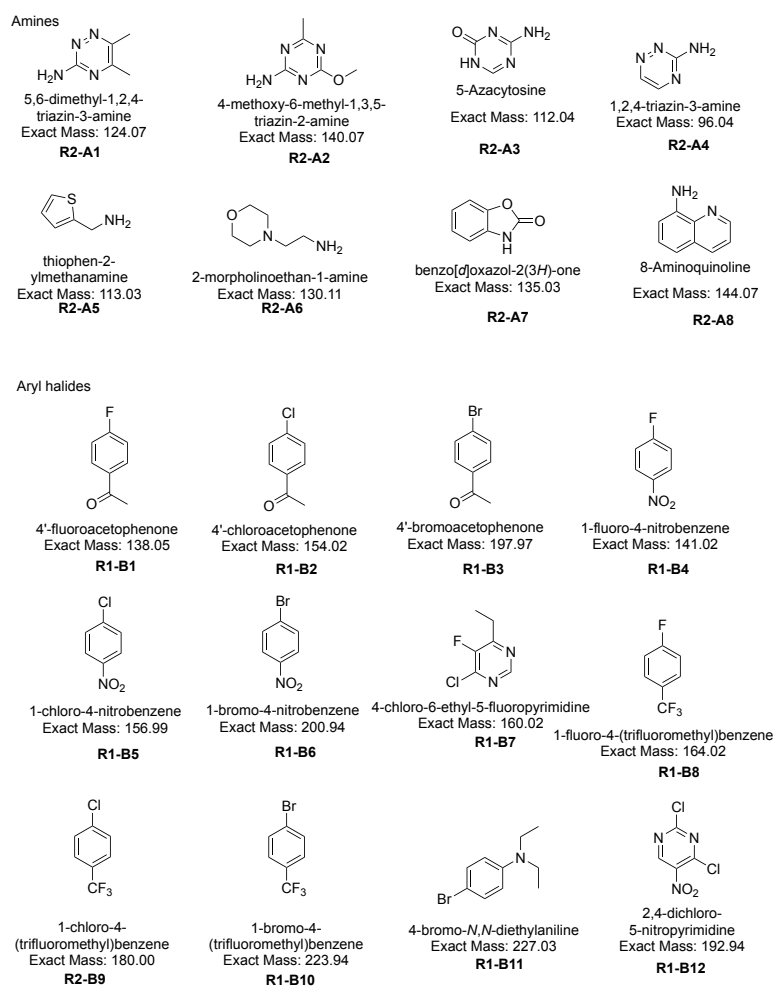 Amines
N
N
N
H2N
5,6-dimethyl-1,2,4-
triazin-3-amine
Exact Mass: 124.07
R2-A1
N
N
N
H2N
O
4-methoxy-6-methyl-1,3,5-
triazin-2-amine
Exact Mass: 140.07
R2-A2
O
N
NH2
HN
N
5-Azacytosine
Exact Mass: 112.04
R2-A3
N
N
NH2
N
1,2,4-triazin-3-amine
Exact Mass: 96.04
R2-A4
S
NH2
thiophen-2-
ylmethanamine
Exact Mass: 113.03
R2-A5
O
N
NH2
2-morpholinoethan-1-amine
Exact Mass: 130.11
R2-A6
O
O
N
H
benzo[d]oxazol-2(3H)-one
Exact Mass: 135.03
R2-A7
NH2
N
8-Aminoquinoline
Exact Mass: 144.07
R2-A8
Aryl halides
F
O
4'-fluoroacetophenone
Exact Mass: 138.05
R1-B1
Cl
O
4'-chloroacetophenone
Exact Mass: 154.02
R1-B2
Br
O
4'-bromoacetophenone
Exact Mass: 197.97
R1-B3
F
NO2
1-fluoro-4-nitrobenzene
Exact Mass: 141.02
R1-B4
Cl
NO2
1-chloro-4-nitrobenzene
Exact Mass: 156.99
R1-B5
Br
NO2
1-bromo-4-nitrobenzene
Exact Mass: 200.94
R1-B6
F
N
Cl
N
4-chloro-6-ethyl-5-fluoropyrimidine
Exact Mass: 160.02
R1-B7
F
CF3
1-fluoro-4-(trifluoromethyl)benzene
Exact Mass: 164.02
R1-B8
Cl
CF3
1-chloro-4-
(trifluoromethyl)benzene
Exact Mass: 180.00
R2-B9
Br
CF3
1-bromo-4-
(trifluoromethyl)benzene
Exact Mass: 223.94
R1-B10
N
Br
4-bromo-N,N-diethylaniline
Exact Mass: 227.03
R1-B11
Cl
N
N
Cl
NO2
2,4-dichloro-
5-nitropyrimidine
Exact Mass: 192.94
R1-B12